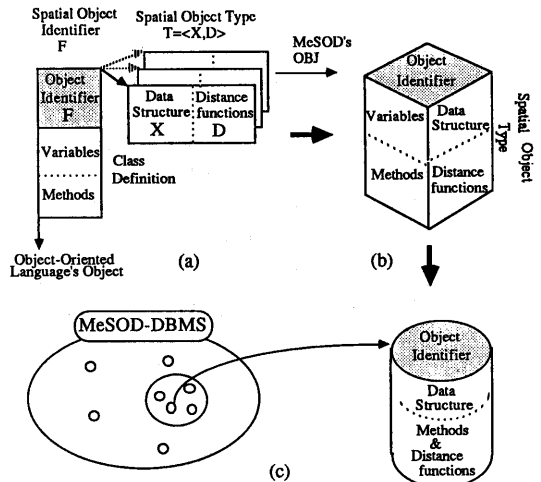 Spatial Object
Identifier
F
Spatial Object Type
T=<X,D>
Object
Identifier
F
Variables
Methods
Class
Definition
Object-Oriented
Language's Object
Data
Structure
X
Distance
functions
D
(a)
MeSOD's
OBJ
Object
Identifier
Variables
Data
Structure
Methods
Distance
functions
Spatial Object
Type
(b)
MeSOD-DBMS
Object
Identifier
Data
Structure
Methods
&
Distance
functions
(c)